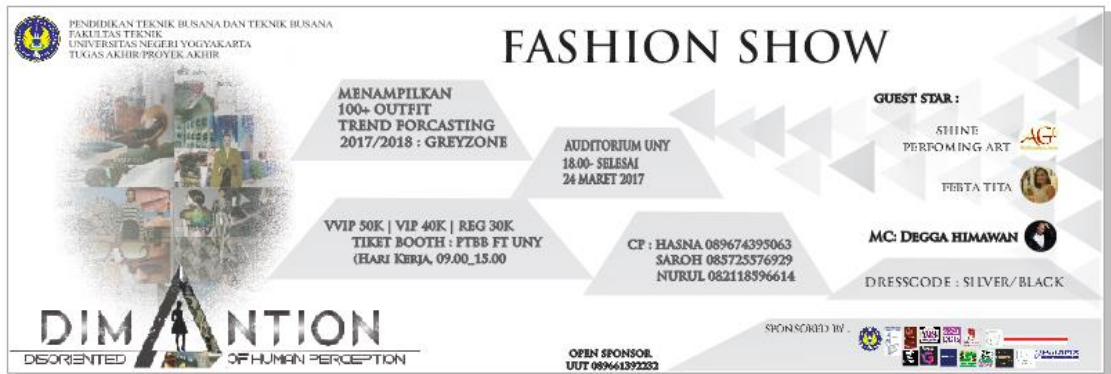 PENDIDIKAN TEKNIK BUSANA DAN TEKNIK BUSANA
FAKULTAS TEKNIK
UNIVERSITAS NEGERI YOGYAKARTA
TUGAS AKHIR/PROYEK AKHIR
FASHION SHOW
MENAMPILKAN
100+ OUTFIT
TREND FORCASTING
2017/2018 : GREYZONE
AUDITORIUM UNY
18.00- SELESAI
24 MARET 2017
GUEST STAR :
SHINE
PERFOMING ART
FEBTA TITA
MC: DEGGA HIMAWAN
DRESSCODE : SILVER/BLACK
VVIP 50K | VIP 40K | REG 30K
TIKET BOOTH : PTBB FT UNY
(HARI KERJA, 09.00_15.00
CP : HASNA 089674395063
SAROH 085725576929
NURUL 082118596614
DIMANTION
DISORIENTED OF HUMAN PERCEPTION
OPEN SPONSOR
UUT 089661392232
SPONSORED BY :